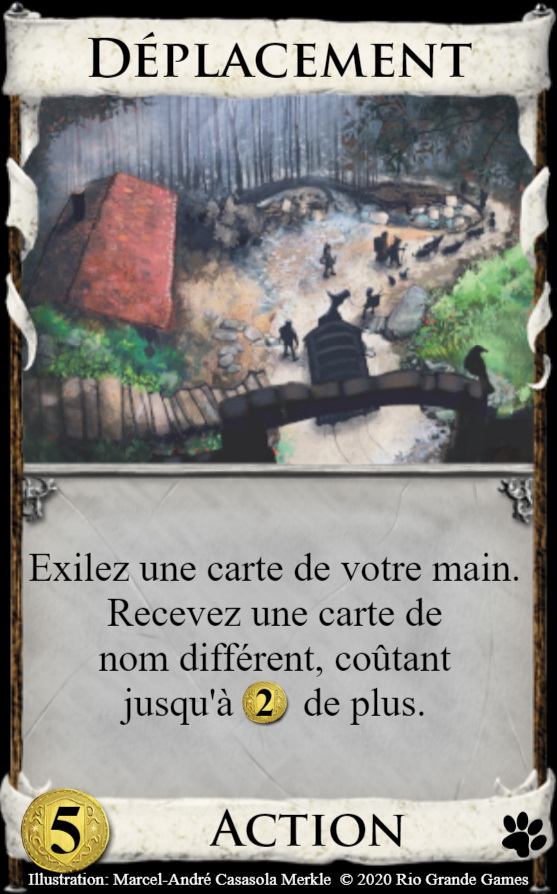 DÉPLACEMENT
Exilez une carte de votre main.
Recevez une carte de
nom différent, coûtant
jusqu'à 2 de plus.
5 ACTION
Illustration: Marcel-André Casasola Merkle © 2020 Rio Grande Games